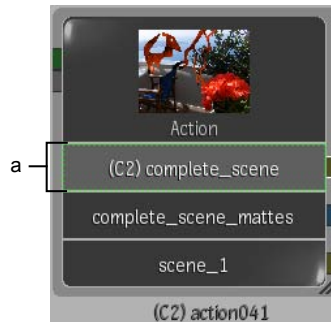 Action
a
(C2) complete_scene
complete_scene_mattes
scene_1
(C2) action041